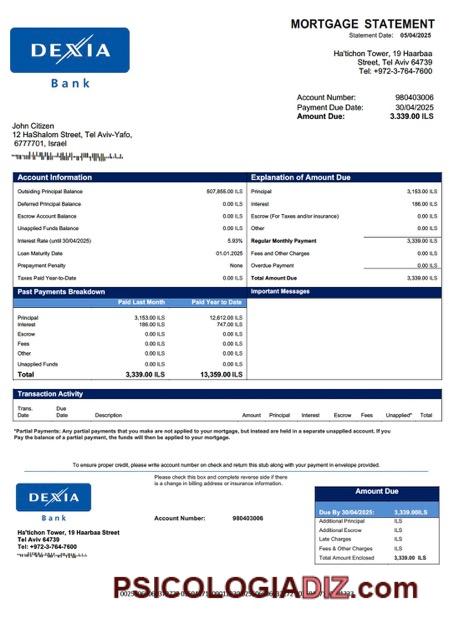 DEXIA
Bank
MORTGAGE STATEMENT
Statement Date: 05/04/2025
Ha'tichon Tower, 19 Haarbaa
Street, Tel Aviv 64739
Tel: +972-3-764-7600
Account Number: 980403006
Payment Due Date: 30/04/2025
Amount Due: 3.339.00 ILS
John Citizen
12 HaShalom Street, Tel Aviv-Yafo,
6777701, Israel
Account Information
Outsiding Principal Balance 507,855.00 ILS
Deferred Principal Balance 0.00 ILS
Escrow Account Balance 0.00 ILS
Unapplied Funds Balance 0.00 ILS
Interest Rate (until 30/04/2025) 5.93%
Loan Maturity Date 01.01.2025
Prepayment Penalty None
Taxes Paid Year-to-Date 0.00 ILS
Explanation of Amount Due
Principal 3,153.00 ILS
Interest 186.00 ILS
Escrow (For Taxes and/or insurance) 0.00 ILS
Other 0.00 ILS
Regular Monthly Payment 3,339.00 ILS
Fees and Other Charges 0.00 ILS
Overdue Payment 0.00 ILS
Total Amount Due 3,339.00 ILS
Past Payments Breakdown
Paid Last Month Paid Year to Date
Principal 3,153.00 ILS 12,612.00 ILS
Interest 186.00 ILS 747.00 ILS
Escrow 0.00 ILS 0.00 ILS
Fees 0.00 ILS 0.00 ILS
Other 0.00 ILS 0.00 ILS
Unapplied Funds 0.00 ILS 0.00 ILS
Total 3,339.00 ILS 13,359.00 ILS
Important Messages
Transaction Activity
Trans. Date Due Date Description Amount Principal Interest Escrow Fees Unapplied* Total
*Partial Payments: Any partial payments that you make are not applied to your mortgage, but instead are held in a separate unapplied account. If you
Pay the balance of a partial payment, the funds will then be applied to your mortgage.
To ensure proper credit, please write account number on check and return this stub along with your payment in envelope provided.
DEXIA
Bank
Please check this box and complete reverse side if there
is a change in billing address or insurance information.
Ha'tichon Tower, 19 Haarbaa Street
Tel Aviv 64739
Tel: +972-3-764-7600
Account Number: 980403006
Amount Due
Due By 30/04/2025: 3,339.00ILS
Additional Principal ILS
Additional Escrow ILS
Late Charges ILS
Fees & Other Charges ILS
Total Amount Enclosed 3,339.00 ILS
PSICOLOGIADIZ.com